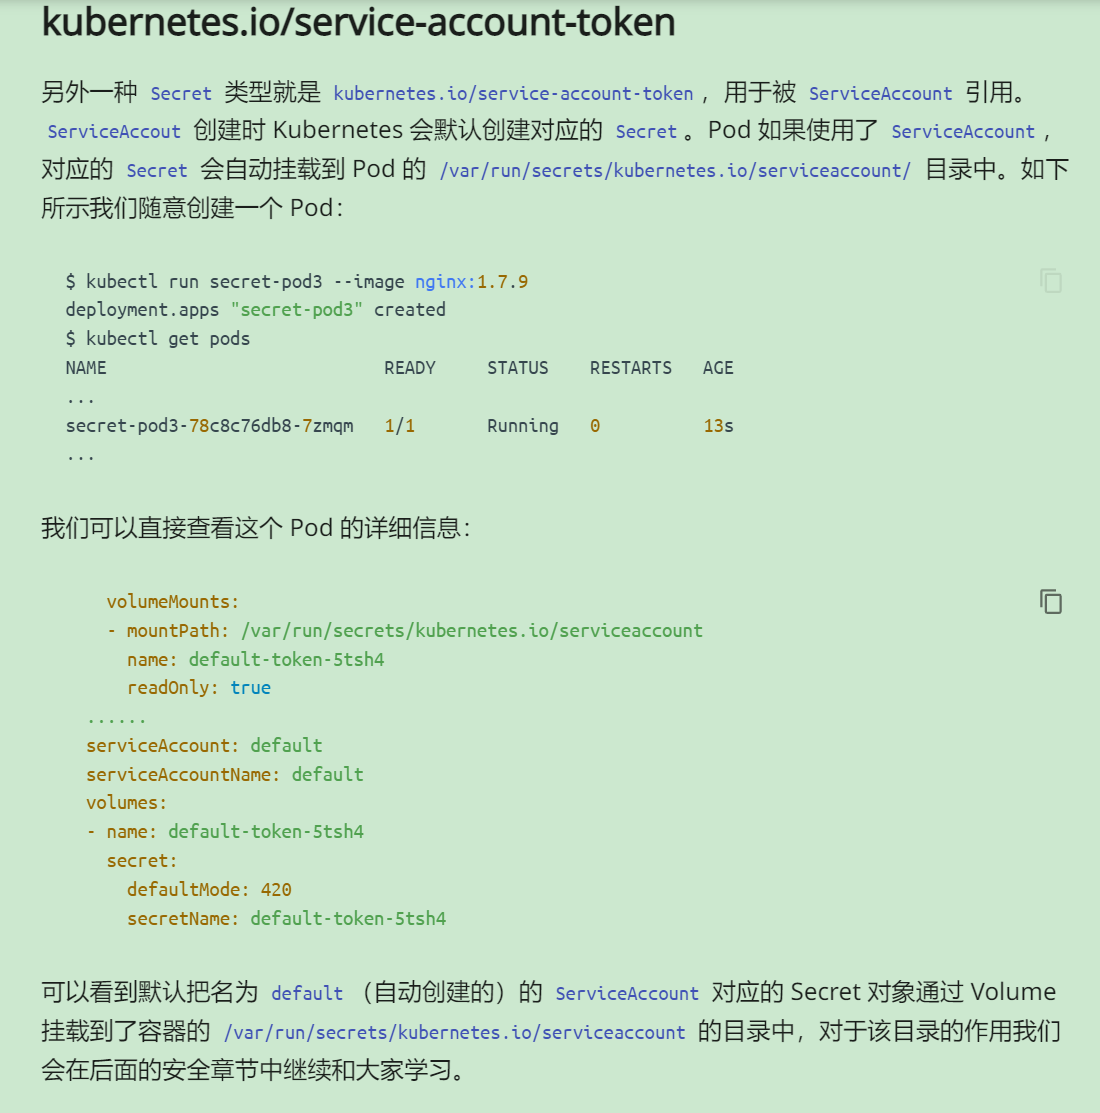 kubernetes.io/service-account-token
另外一种 Secret 类型就是 kubernetes.io/service-account-token，用于被 ServiceAccount 引用。
ServiceAccout 创建时 Kubernetes 会默认创建对应的 Secret。Pod 如果使用了 ServiceAccount，
对应的 Secret 会自动挂载到 Pod 的 /var/run/secrets/kubernetes.io/serviceaccount/ 目录中。如下
所示我们随意创建一个 Pod：
$ kubectl run secret-pod3 --image nginx:1.7.9
deployment.apps "secret-pod3" created
$ kubectl get pods
NAME                           READY     STATUS    RESTARTS   AGE
...
secret-pod3-78c8c76db8-7zmqm   1/1       Running   0          13s
...
我们可以直接查看这个 Pod 的详细信息：
    volumeMounts:
    - mountPath: /var/run/secrets/kubernetes.io/serviceaccount
      name: default-token-5tsh4
      readOnly: true
  ......
  serviceAccount: default
  serviceAccountName: default
  volumes:
  - name: default-token-5tsh4
    secret:
      defaultMode: 420
      secretName: default-token-5tsh4
可以看到默认把名为 default （自动创建的）的 ServiceAccount 对应的 Secret 对象通过 Volume
挂载到了容器的 /var/run/secrets/kubernetes.io/serviceaccount 的目录中，对于该目录的作用我们
会在后面的安全章节中继续和大家学习。